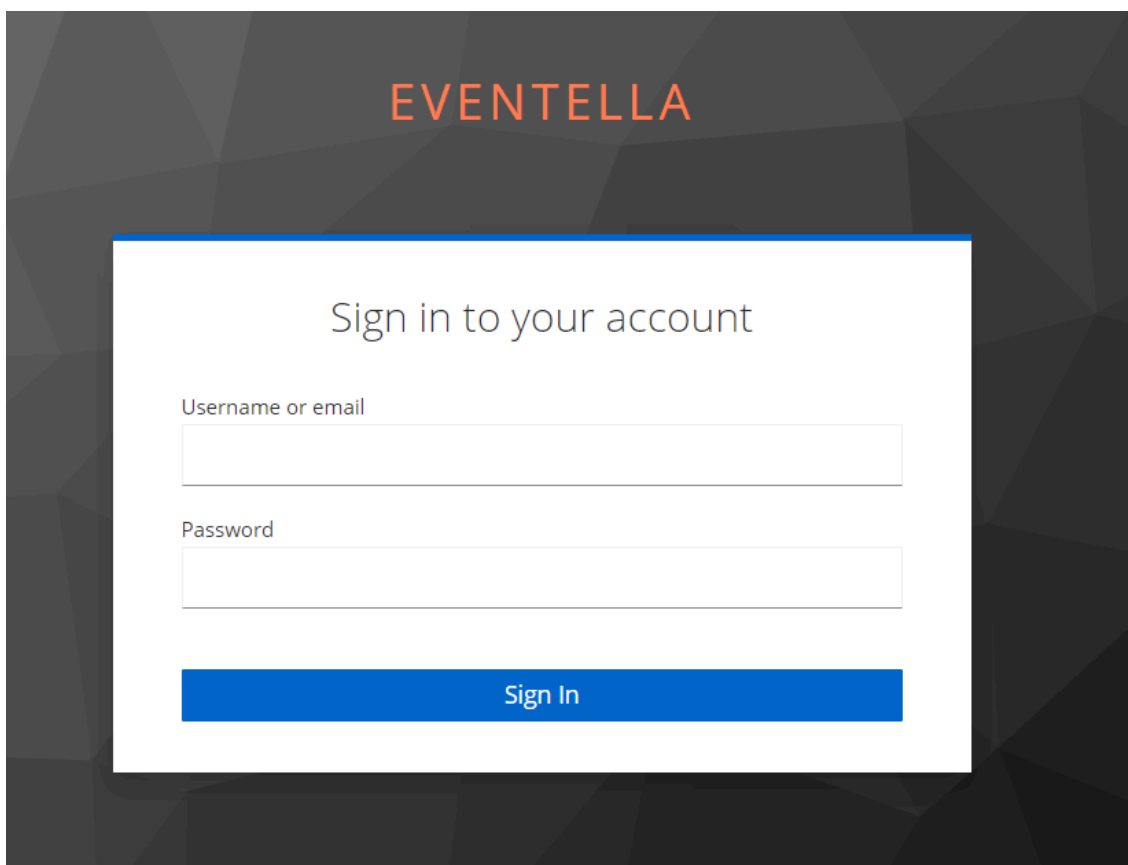 EVENTELLA
Sign in to your account
Username or email
Password
Sign In